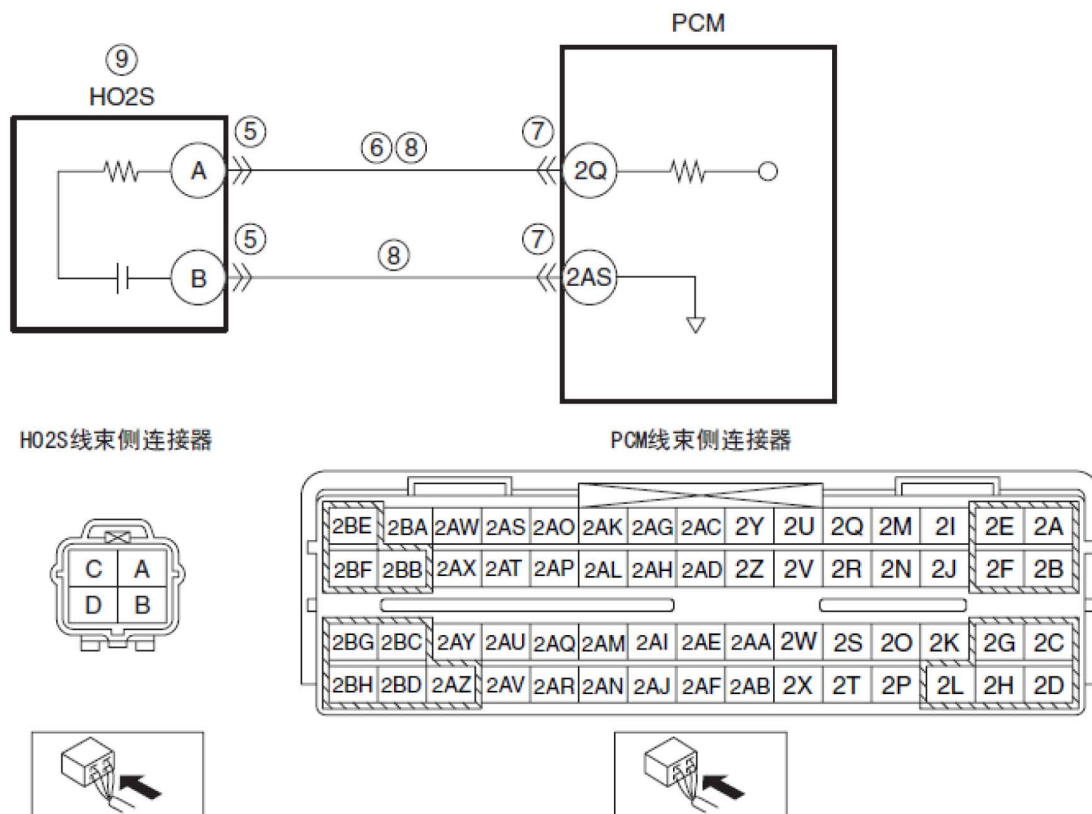 PCM
⑨
HO2S
⑤ ⑥⑧ ⑦
A 2Q
⑤ ⑧ ⑦
B 2AS
HO2S线束侧连接器 PCM线束侧连接器
2BE 2BA 2AW 2AS 2AO 2AK 2AG 2AC 2Y 2U 2Q 2M 2I 2E 2A
2BF 2BB 2AX 2AT 2AP 2AL 2AH 2AD 2Z 2V 2R 2N 2J 2F 2B
C A
D B
2BG 2BC 2AY 2AU 2AQ 2AM 2AI 2AE 2AA 2W 2S 2O 2K 2G 2C
2BH 2BD 2AZ 2AV 2AR 2AN 2AJ 2AF 2AB 2X 2T 2P 2L 2H 2D